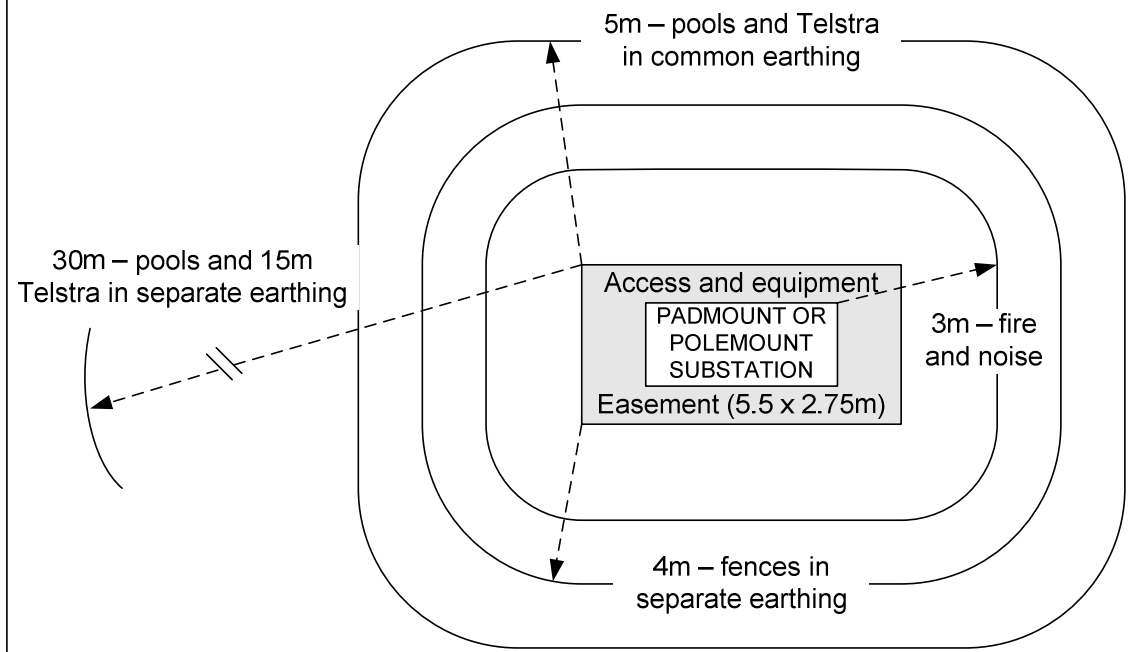 5m – pools and Telstra
in common earthing
30m – pools and 15m
Telstra in separate earthing
Access and equipment
PADMOUNT OR
POLEMOUNT
SUBSTATION
Easement (5.5 x 2.75m)
3m – fire
and noise
4m – fences in
separate earthing